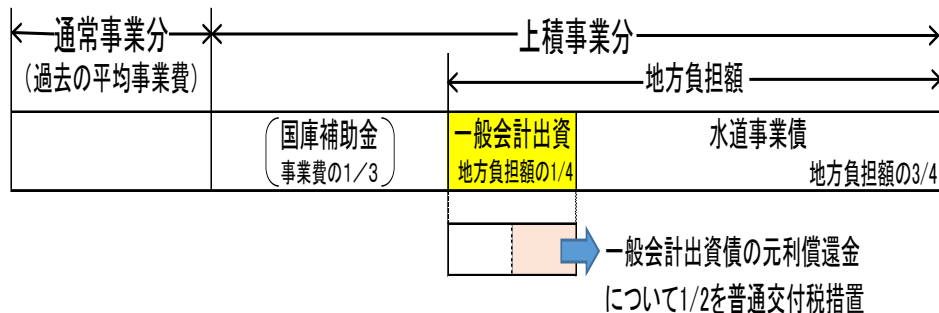 通常事業分
(過去の平均事業費)
上積事業分
地方負担額
国庫補助金
事業費の1/3
一般会計出資
地方負担額の1/4
水道事業債
地方負担額の3/4
一般会計出資債の元利償還金
について1/2を普通交付税措置